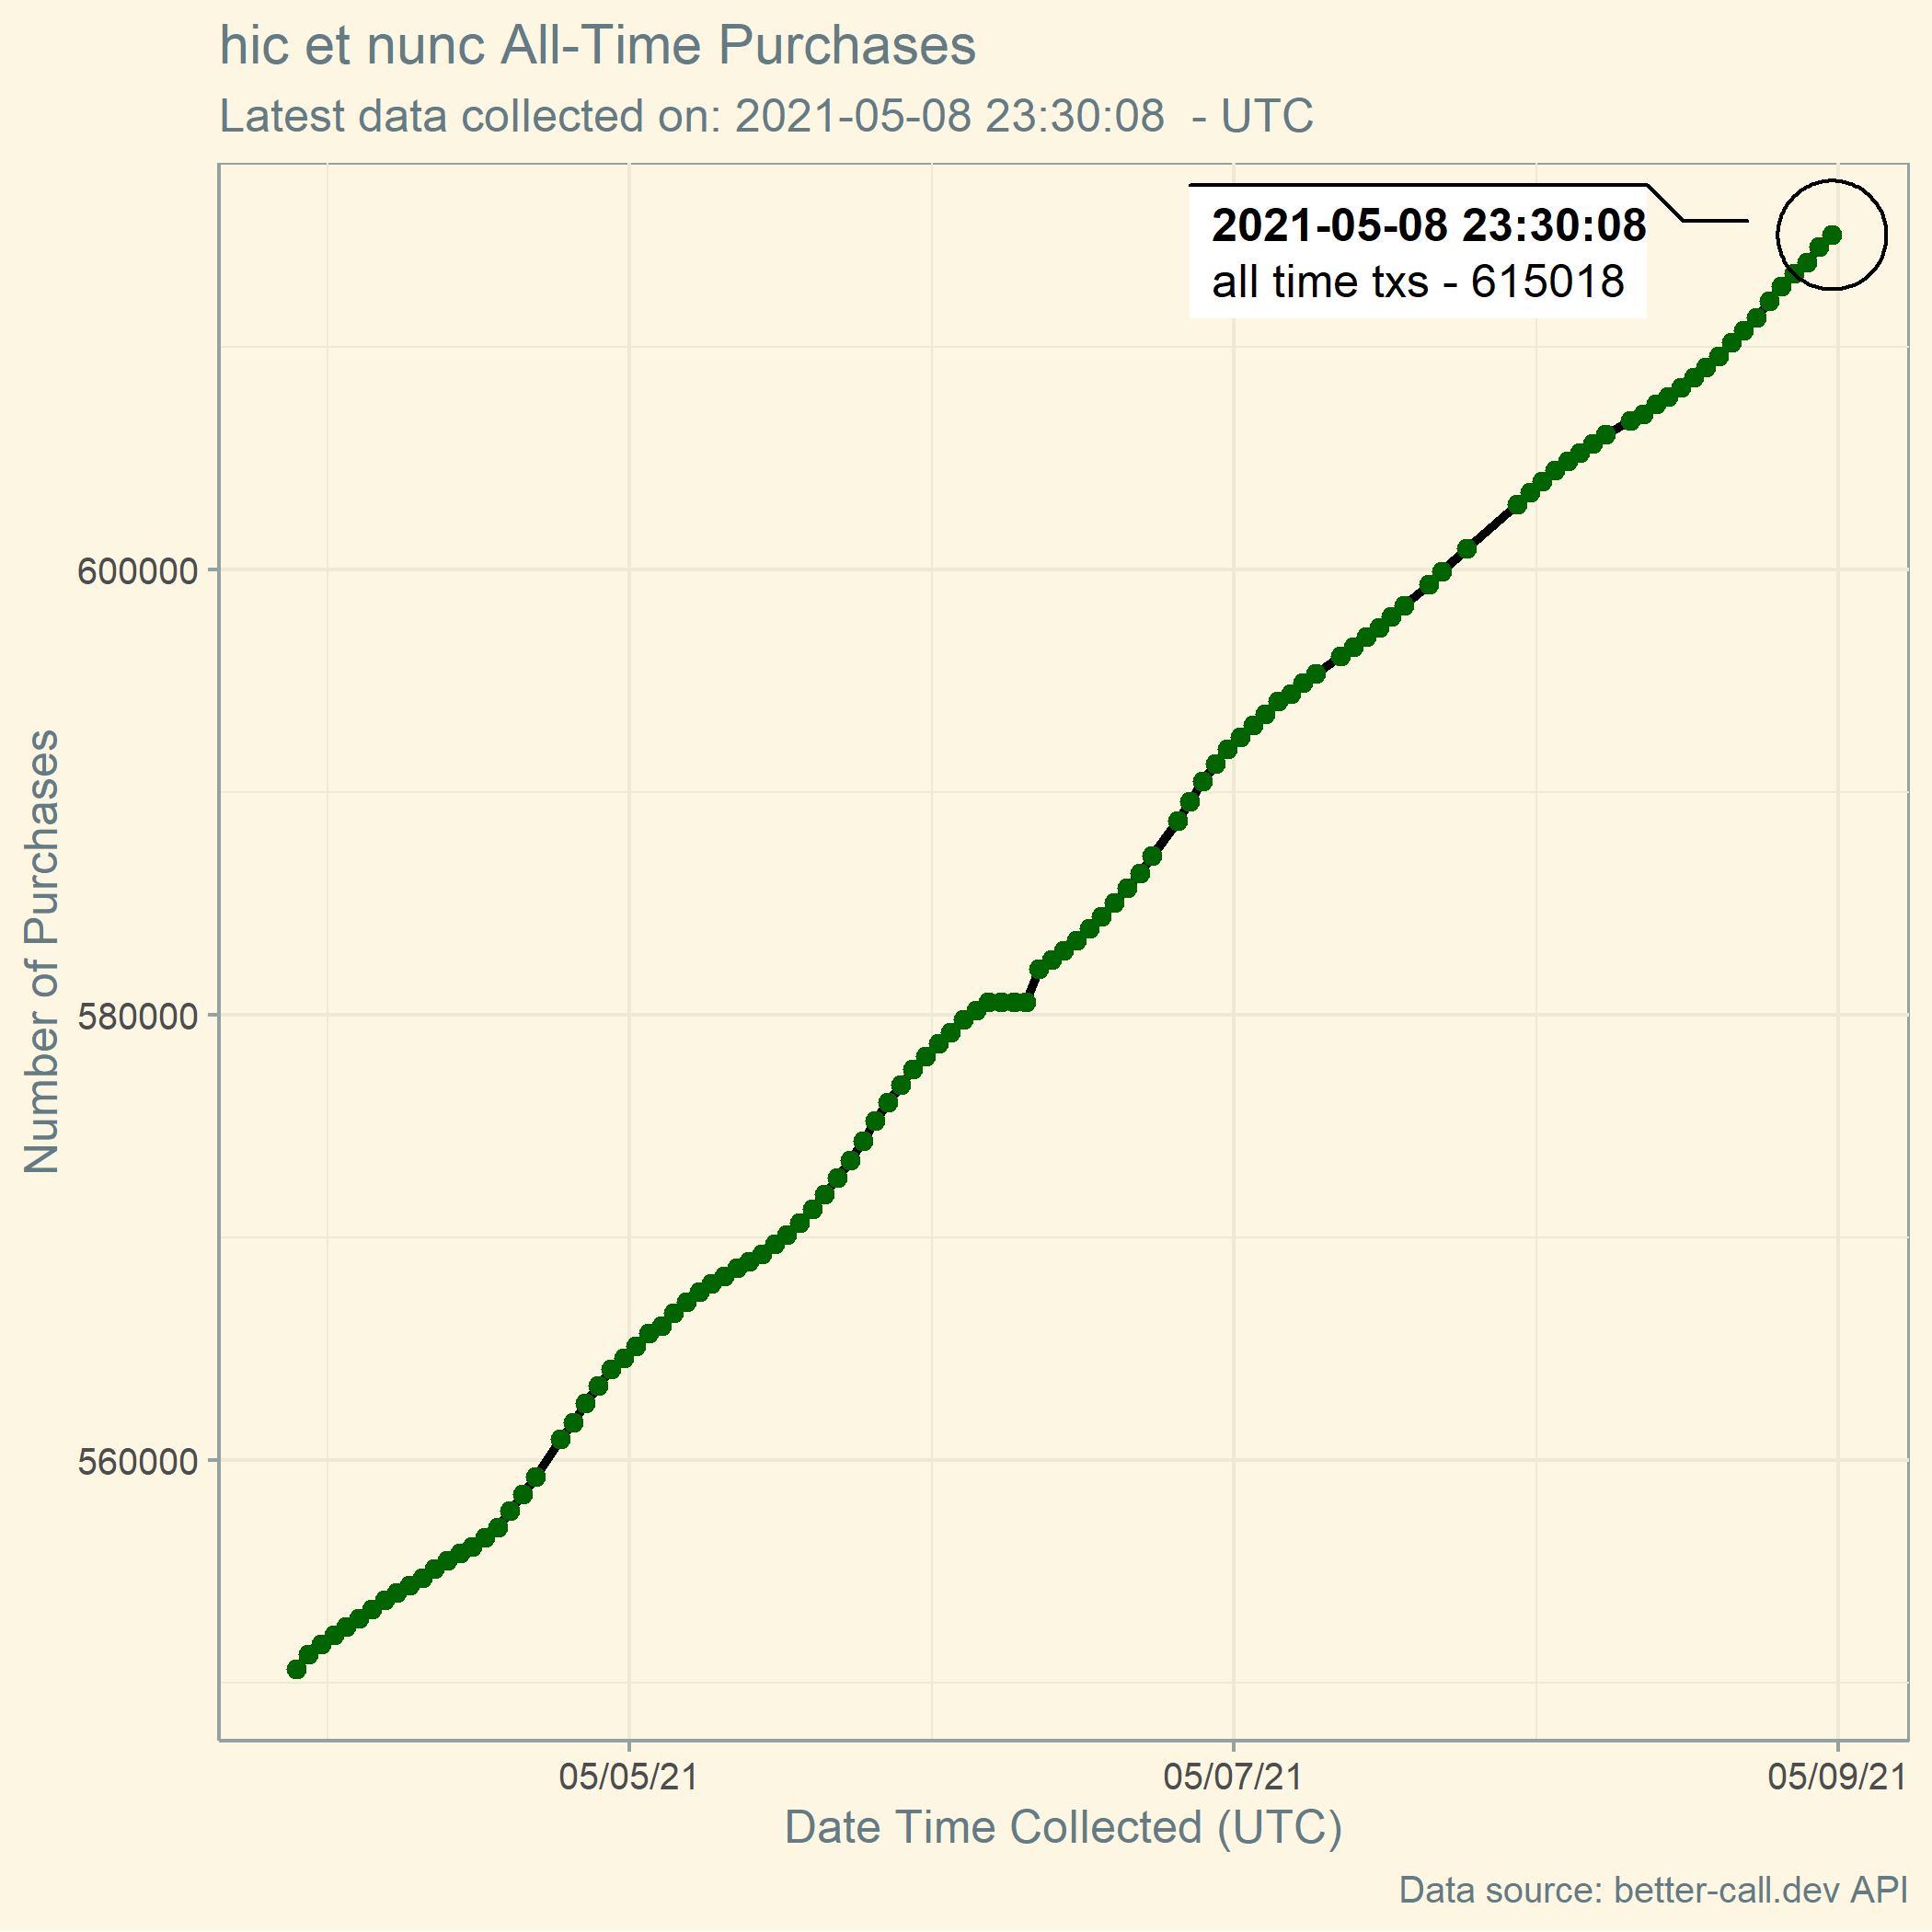 hic et nunc All-Time Purchases
Latest data collected on: 2021-05-08 23:30:08  - UTC
2021-05-08 23:30:08
all time txs - 615018
Number of Purchases
600000
580000
560000
05/05/21
05/07/21
05/09/21
Date Time Collected (UTC)
Data source: better-call.dev API